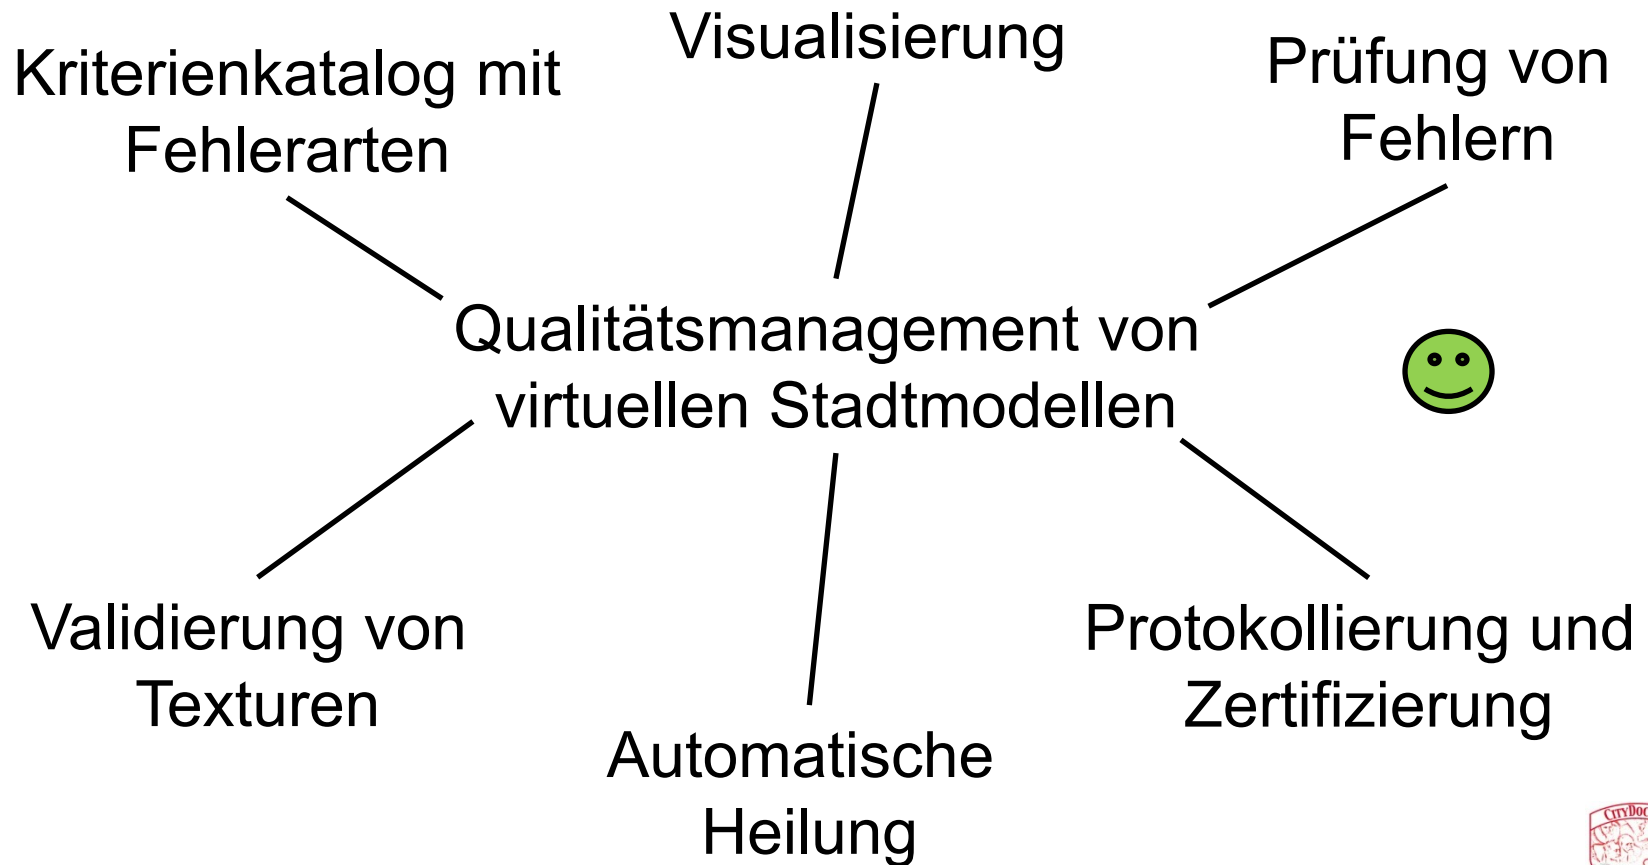 Visualisierung
Kriterienkatalog mit
Fehlerarten
Prüfung von
Fehlern
Qualitätsmanagement von
virtuellen Stadtmodellen
Validierung von
Texturen
Protokollierung und
Zertifizierung
Automatische
Heilung